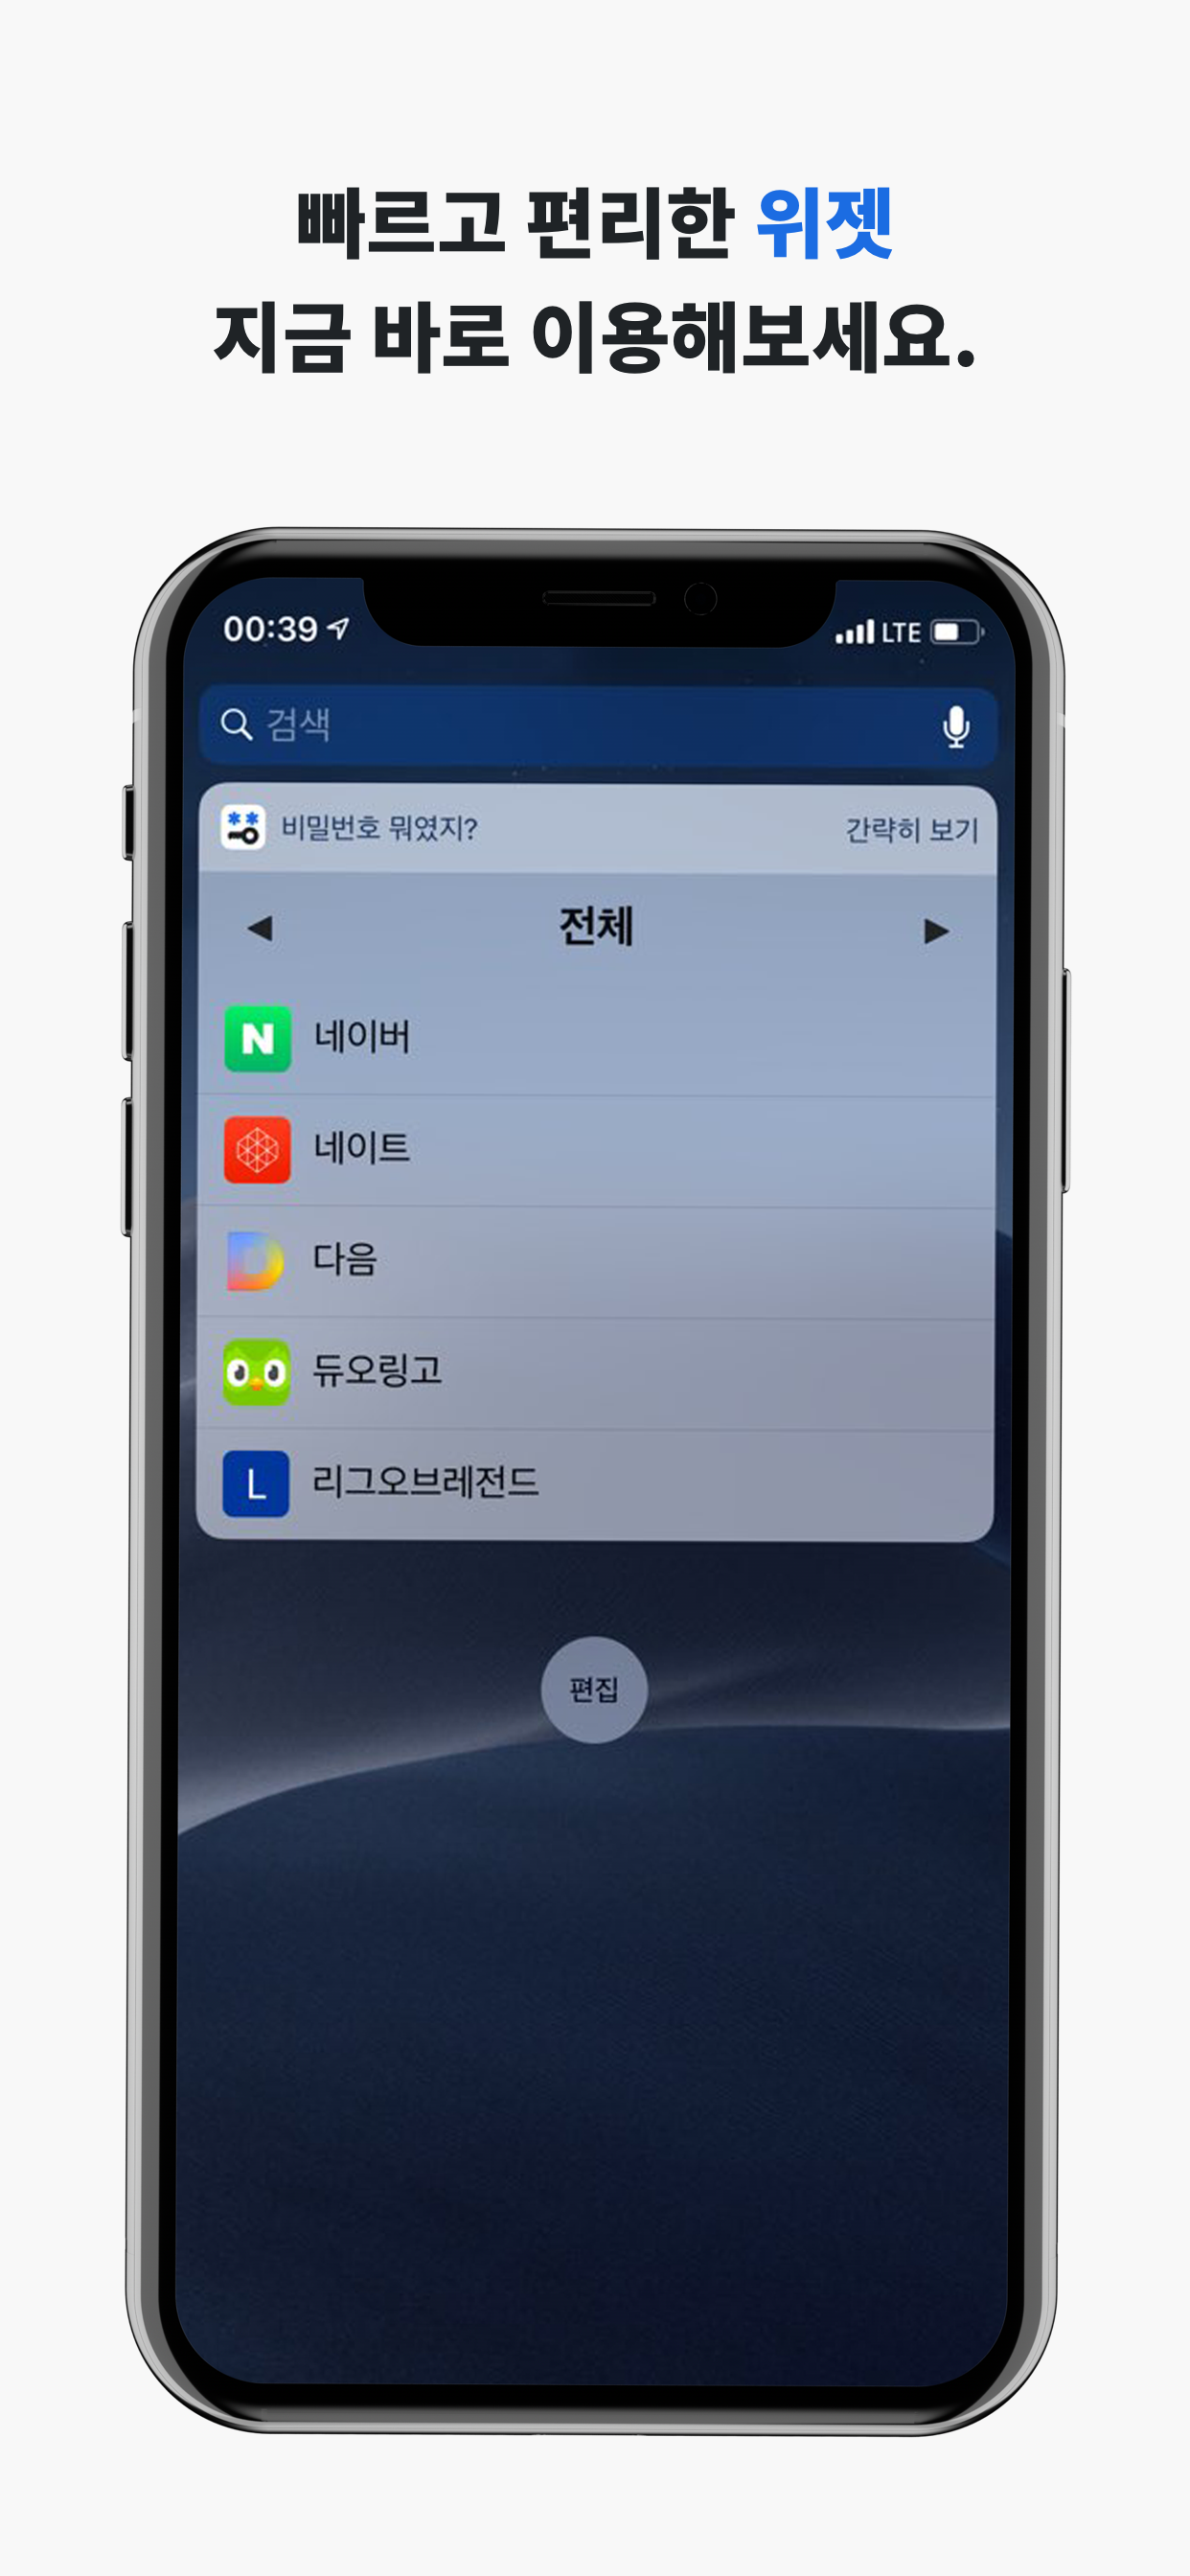 빠르고 편리한 위젯
지금 바로 이용해보세요.
00:39 LTE
검색
비밀번호 뭐였지? 간략히 보기
◀ 전체 ▶
N 네이버
네이트
D 다음
듀오링고
L 리그오브레전드
편집